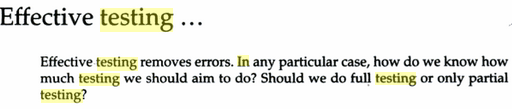 Effective testing ...
Effective testing removes errors. In any particular case, how do we know how
much testing we should aim to do? Should we do full testing or only partial
testing?